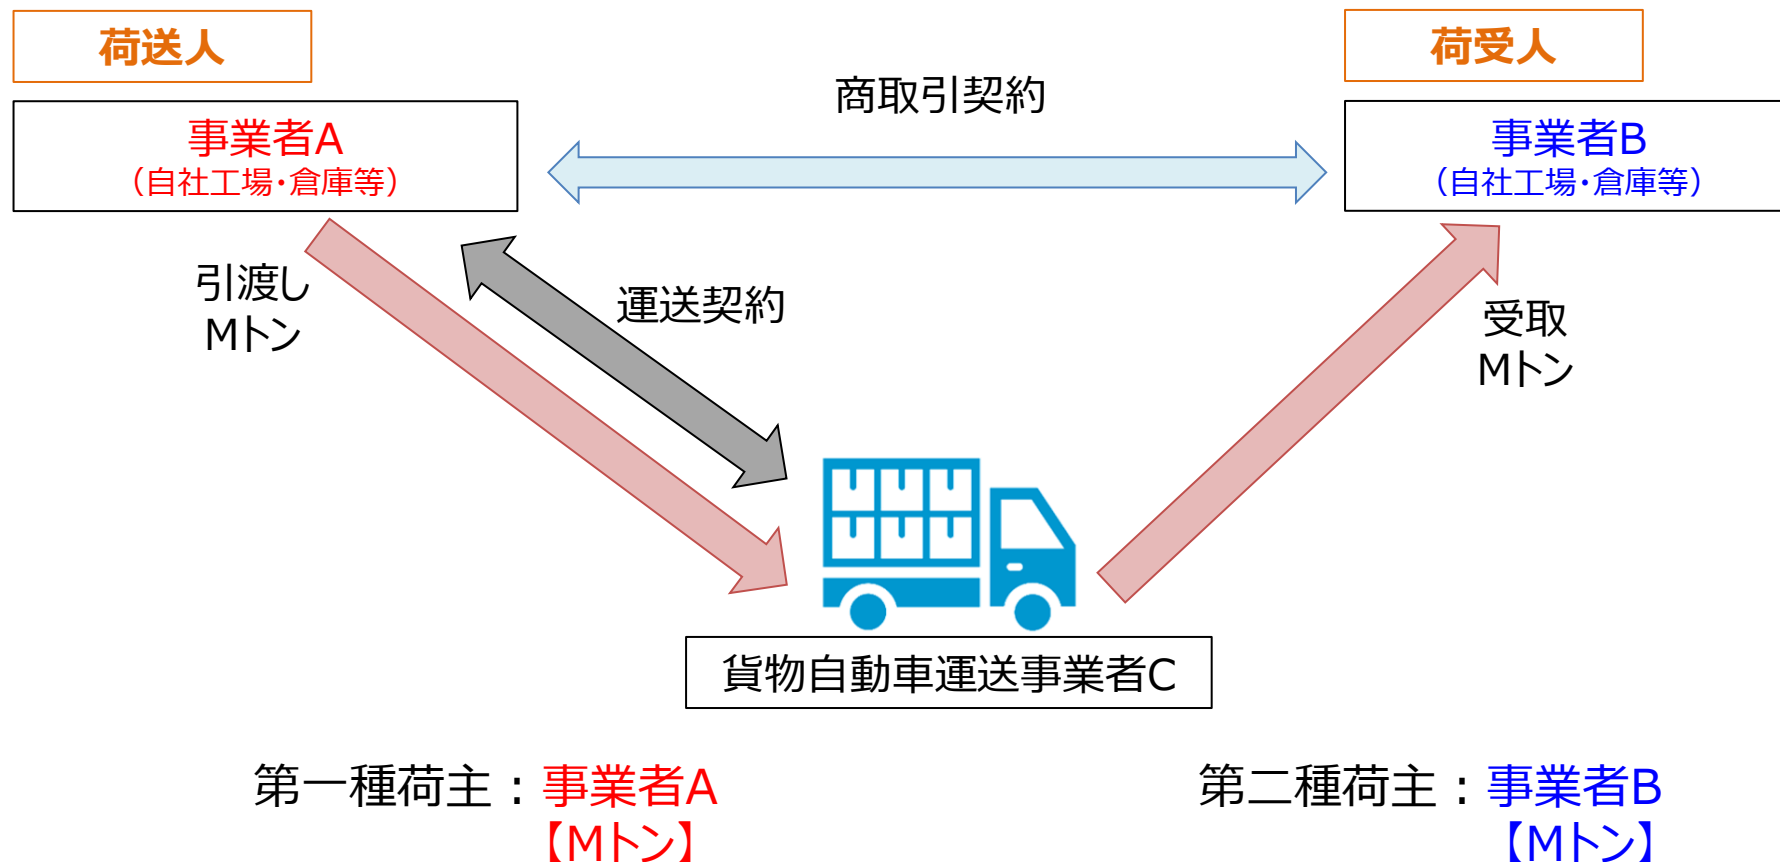 荷送人
荷受人
商取引契約
事業者A
（自社工場・倉庫等）
事業者B
（自社工場・倉庫等）
引渡し
Mトン
運送契約
受取
Mトン
貨物自動車運送事業者C
第一種荷主：事業者A
【Mトン】
第二種荷主：事業者B
【Mトン】